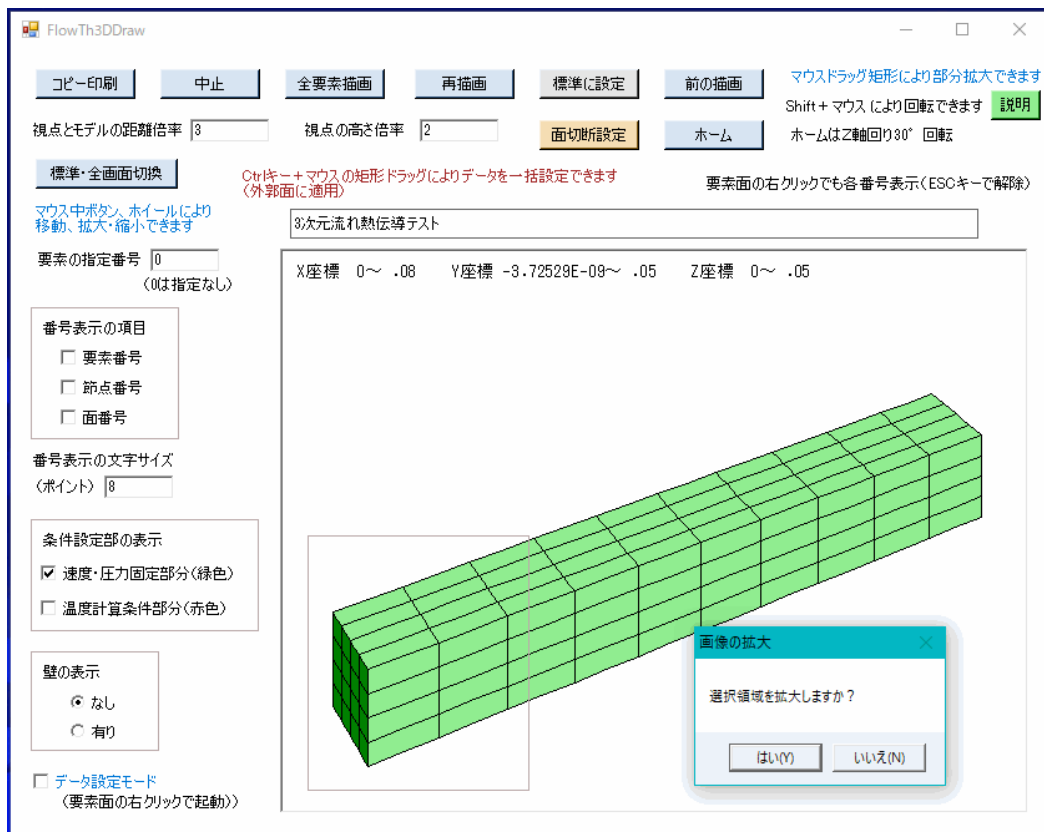 FlowTh3DDraw
コピー印刷
中止
全要素描画
再描画
標準に設定
前の描画
マウスドラッグ矩形により部分拡大できます
Shift+マウスにより回転できます
説明
視点とモデルの距離倍率
3
視点の高さ倍率
2
面切断設定
ホーム
ホームはZ軸回り30ﾟ 回転
標準・全画面切換
Ctrlキー+マウスの矩形ドラッグによりデータを一括設定できます
(外郭面に適用)
要素面の右クリックでも各番号表示(ESCキーで解除)
マウス中ボタン、ホイールにより
移動、拡大・縮小できます
3次元流れ熱伝導テスト
要素の指定番号
0
(0は指定なし)
X座標 0～ .08 Y座標 -3.72529E-09～ .05 Z座標 0～ .05
番号表示の項目
要素番号
節点番号
面番号
番号表示の文字サイズ
(ポイント)
8
条件設定部の表示
速度・圧力固定部分(緑色)
温度計算条件部分(赤色)
壁の表示
なし
有り
データ設定モード
(要素面の右クリックで起動))
画像の拡大
選択領域を拡大しますか？
はい(Y)
いいえ(N)